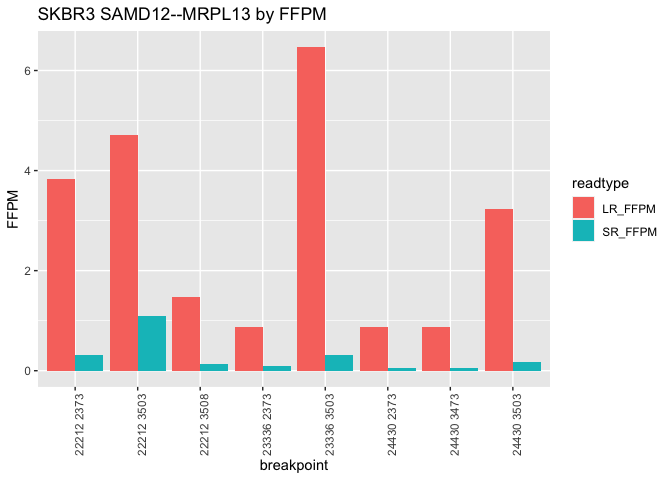 SKBR3 SAMD12--MRPL13 by FFPM
FFPM
6
4
2
0
22212 2373
22212 3503
22212 3508
23336 2373
23336 3503
24430 2373
24430 3473
24430 3503
breakpoint
readtype
LR_FFPM
SR_FFPM